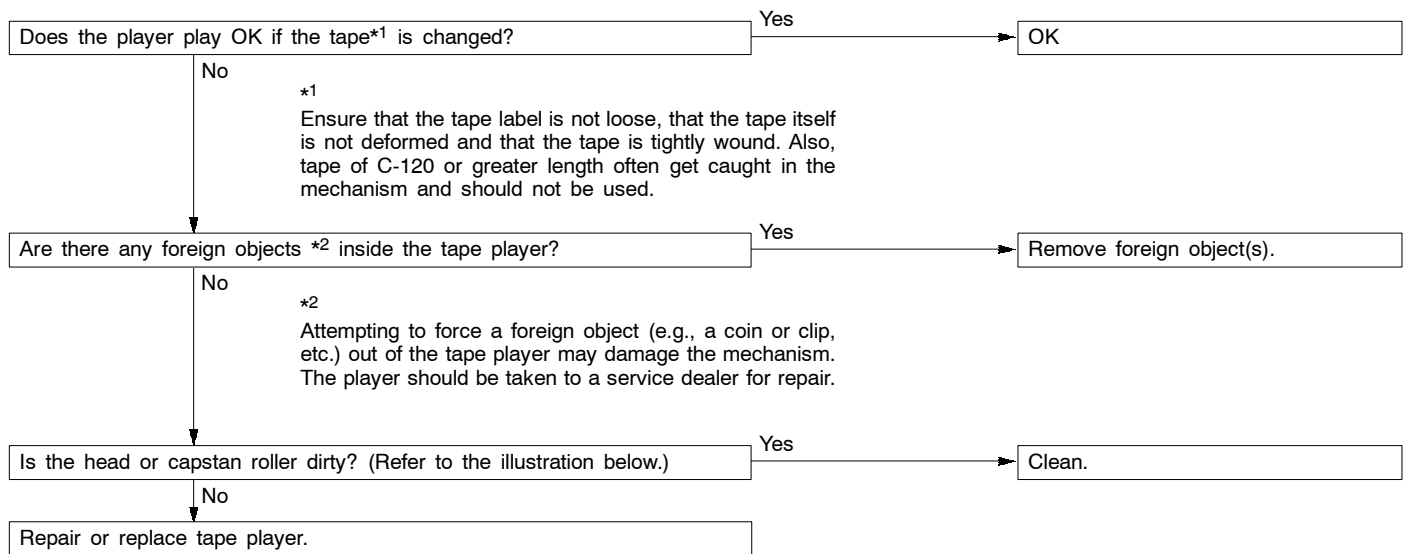 Does the player play OK if the tape*1 is changed?
Yes
OK
No
*1
Ensure that the tape label is not loose, that the tape itself
is not deformed and that the tape is tightly wound. Also,
tape of C-120 or greater length often get caught in the
mechanism and should not be used.
Are there any foreign objects *2 inside the tape player?
Yes
Remove foreign object(s).
No
*2
Attempting to force a foreign object (e.g., a coin or clip,
etc.) out of the tape player may damage the mechanism.
The player should be taken to a service dealer for repair.
Is the head or capstan roller dirty? (Refer to the illustration below.)
Yes
Clean.
No
Repair or replace tape player.